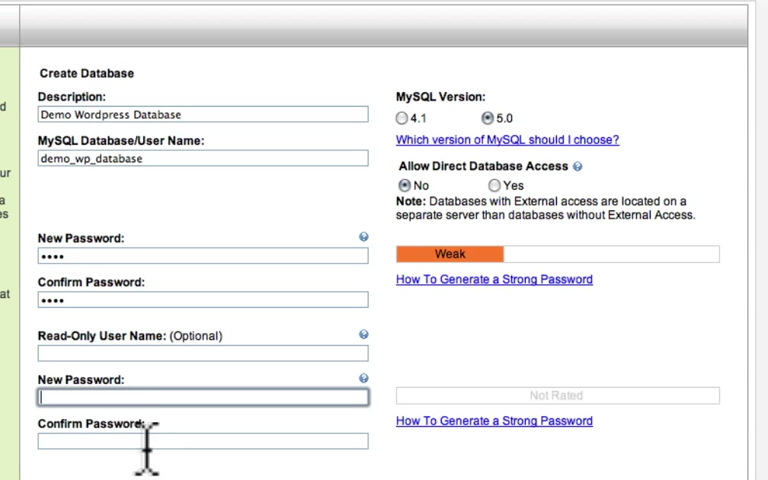 Create Database
Description:
Demo Wordpress Database
MySQL Database/User Name:
demo_wp_database
New Password:
••••
Confirm Password:
••••
Read-Only User Name: (Optional)
New Password:
Confirm Password:
MySQL Version:
4.1 5.0
Which version of MySQL should I choose?
Allow Direct Database Access
No Yes
Note: Databases with External access are located on a
separate server than databases without External Access.
Weak
How To Generate a Strong Password
Not Rated
How To Generate a Strong Password